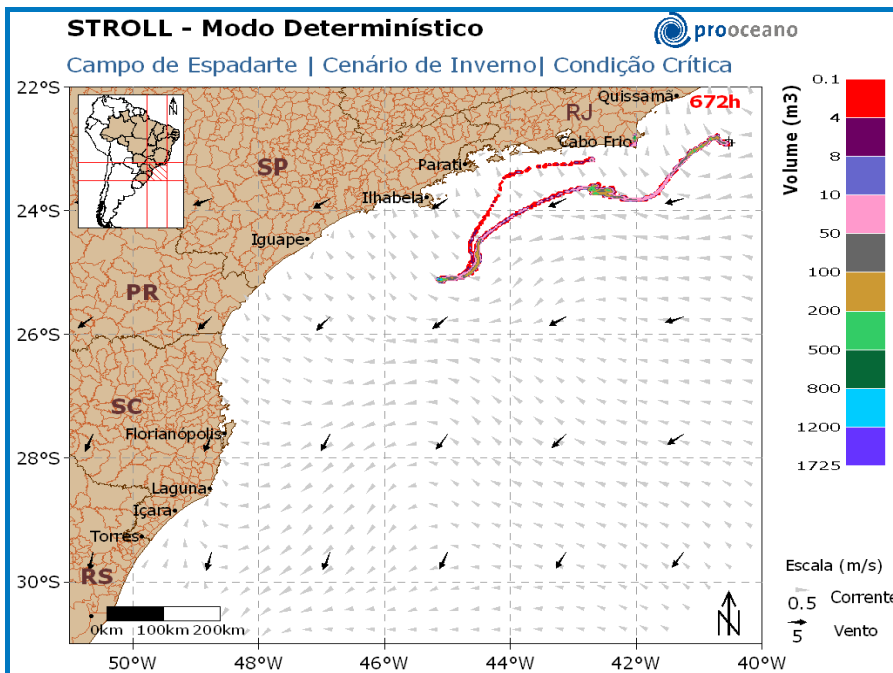 STROLL - Modo Determinístico
prooceano
Campo de Espadarte | Cenário de Inverno| Condição Crítica
22°S
24°S
26°S
28°S
30°S
50°W
48°W
46°W
44°W
42°W
40°W
N
672h
Quissamã
RJ
Cabo Frio
SP
Parati
Ilhabela
Iguape
PR
SC
Florianópolis
Laguna
Içara
Torres
RS
0km 100km 200km
N
Volume (m3)
0.1
4
8
10
50
100
200
500
800
1200
1725
Escala (m/s)
0.5 Corrente
5 Vento